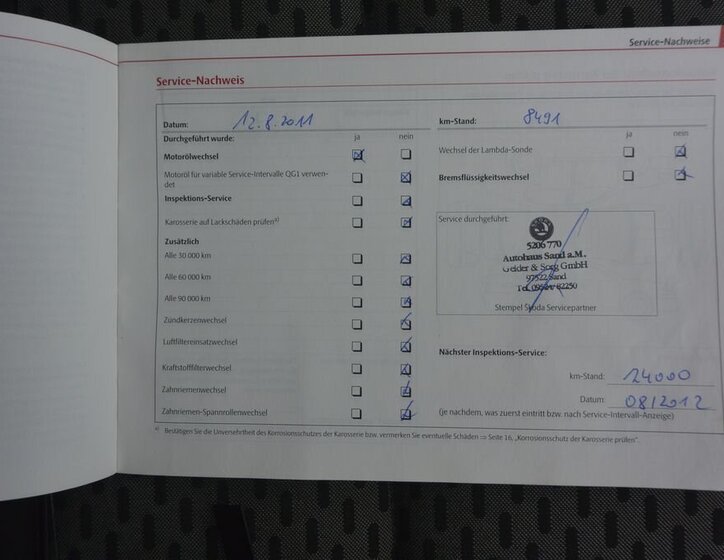 Service-Nachweise
Service-Nachweis
Datum: 12.8.2011
Durchgeführt wurde: ja nein
Motorölwechsel
Motoröl für variable Service-Intervalle QG1 verwen-
det
Inspektions-Service
Karosserie auf Lackschäden prüfen a)
Zusätzlich
Alle 30 000 km
Alle 60 000 km
Alle 90 000 km
Zündkerzenwechsel
Luftfiltereinsatzwechsel
Kraftstofffilterwechsel
Zahnriemenwechsel
Zahnriemen-Spannrollenwechsel
km-Stand: 8491
ja nein
Wechsel der Lambda-Sonde
Bremsflüssigkeitswechsel
Service durchgeführt:
5206 770
Autohaus Sand a.M.
Gelder & Sorg GmbH
97522 Sand
Stempel Škoda Servicepartner
Nächster Inspektions-Service:
km-Stand: 24000
Datum: 08/2012
(je nachdem, was zuerst eintritt bzw. nach Service-Intervall-Anzeige)
a) Bestätigen Sie die Unversehrtheit des Korrosionsschutzes der Karosserie bzw. vermerken Sie eventuelle Schäden ⇒ Seite 16, „Korrosionsschutz der Karosserie prüfen".